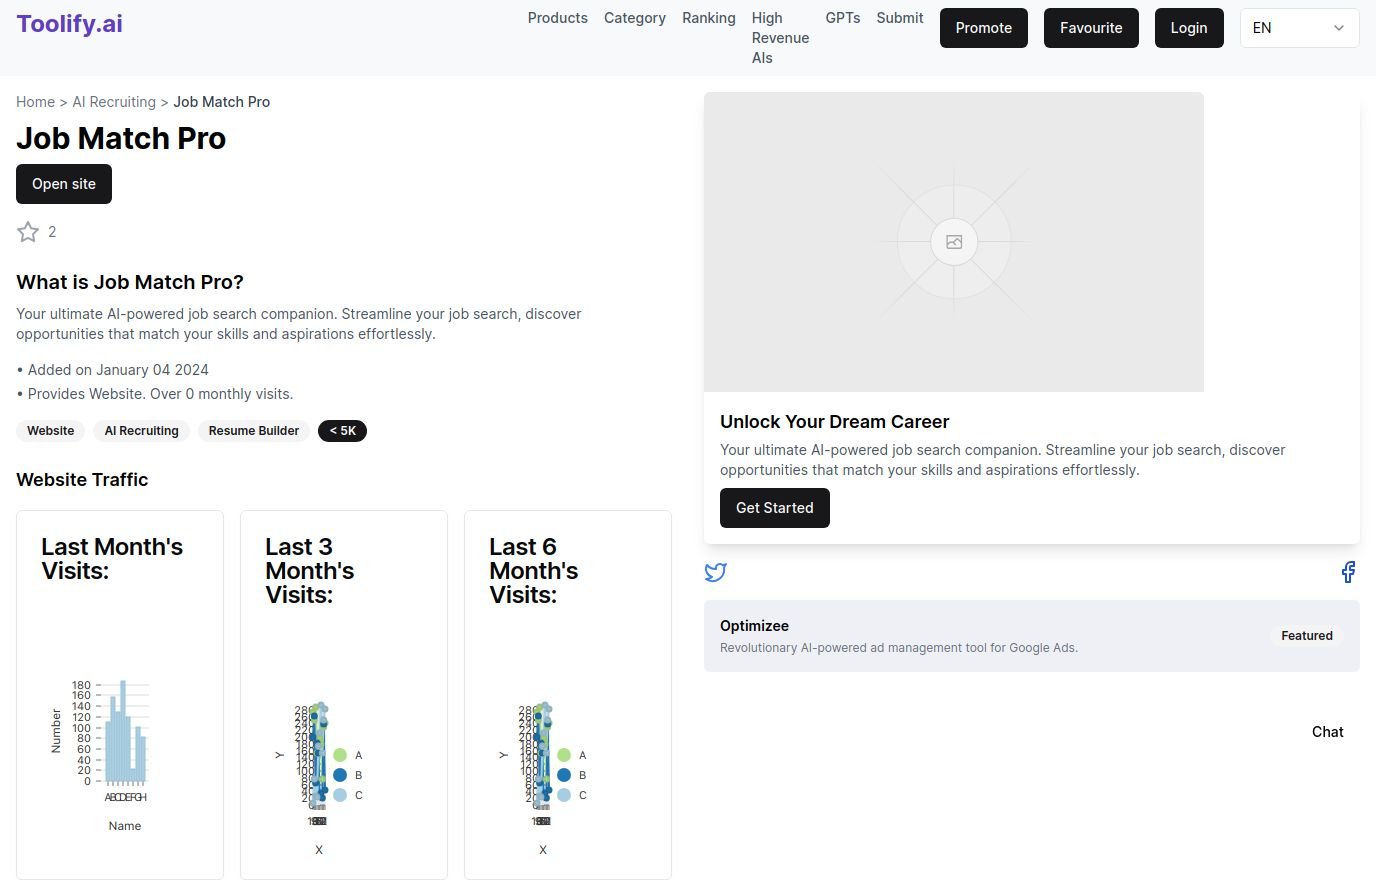 Toolify.ai
Products
Category
Ranking
High
Revenue
AIs
GPTs
Submit
Promote
Favourite
Login
EN
Home > AI Recruiting > Job Match Pro
Job Match Pro
Open site
2
What is Job Match Pro?
Your ultimate AI-powered job search companion. Streamline your job search, discover
opportunities that match your skills and aspirations effortlessly.
• Added on January 04 2024
• Provides Website. Over 0 monthly visits.
Website
AI Recruiting
Resume Builder
< 5K
Website Traffic
Last Month's
Visits:
180
160
140
120
100
80
60
40
20
0
Number
Name
Last 3
Month's
Visits:
Y
A
B
C
X
Last 6
Month's
Visits:
Y
A
B
C
X
Unlock Your Dream Career
Your ultimate AI-powered job search companion. Streamline your job search, discover
opportunities that match your skills and aspirations effortlessly.
Get Started
Optimizee
Revolutionary AI-powered ad management tool for Google Ads.
Featured
Chat